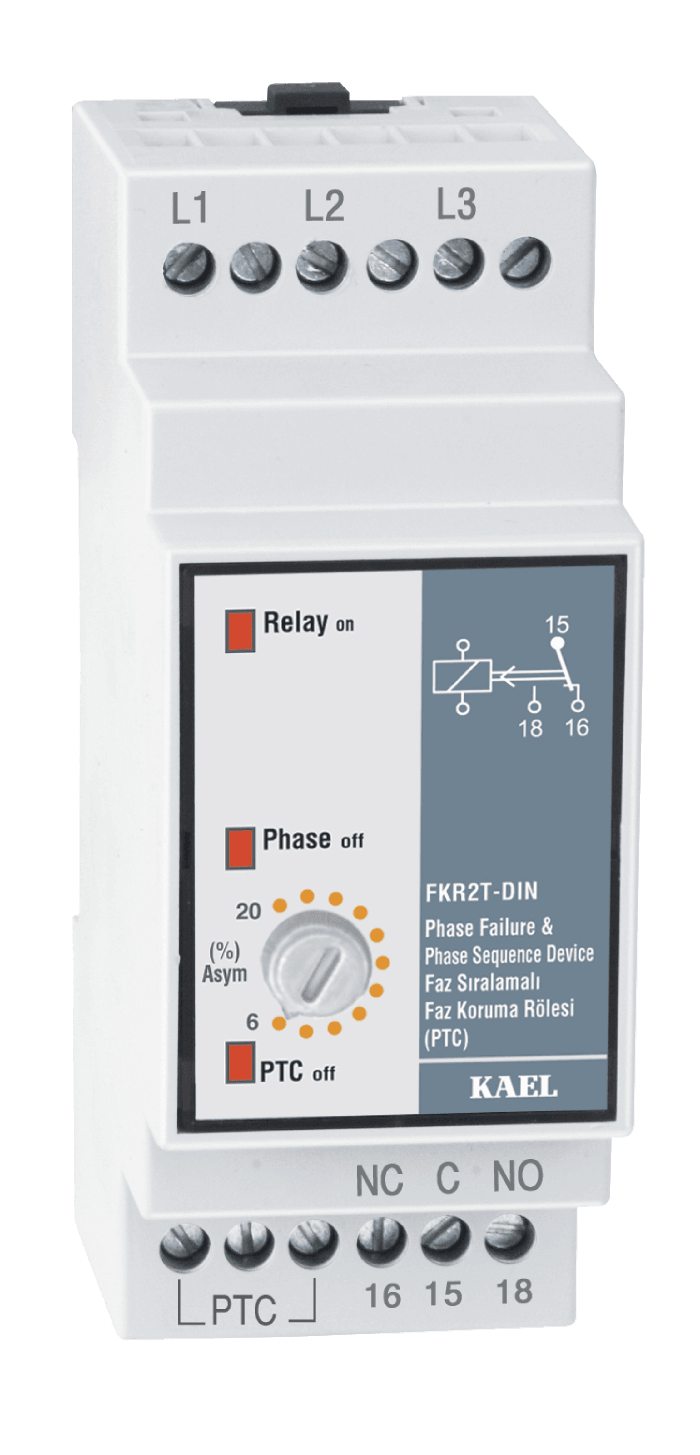 L1 L2 L3
Relay on
15
18 16
Phase off
20
(%)
Asym
6
PTC off
FKR2T-DIN
Phase Failure &
Phase Sequence Device
Faz Sıralamalı
Faz Koruma Rölesi
(PTC)
KAEL
NC C NO
PTC 16 15 18